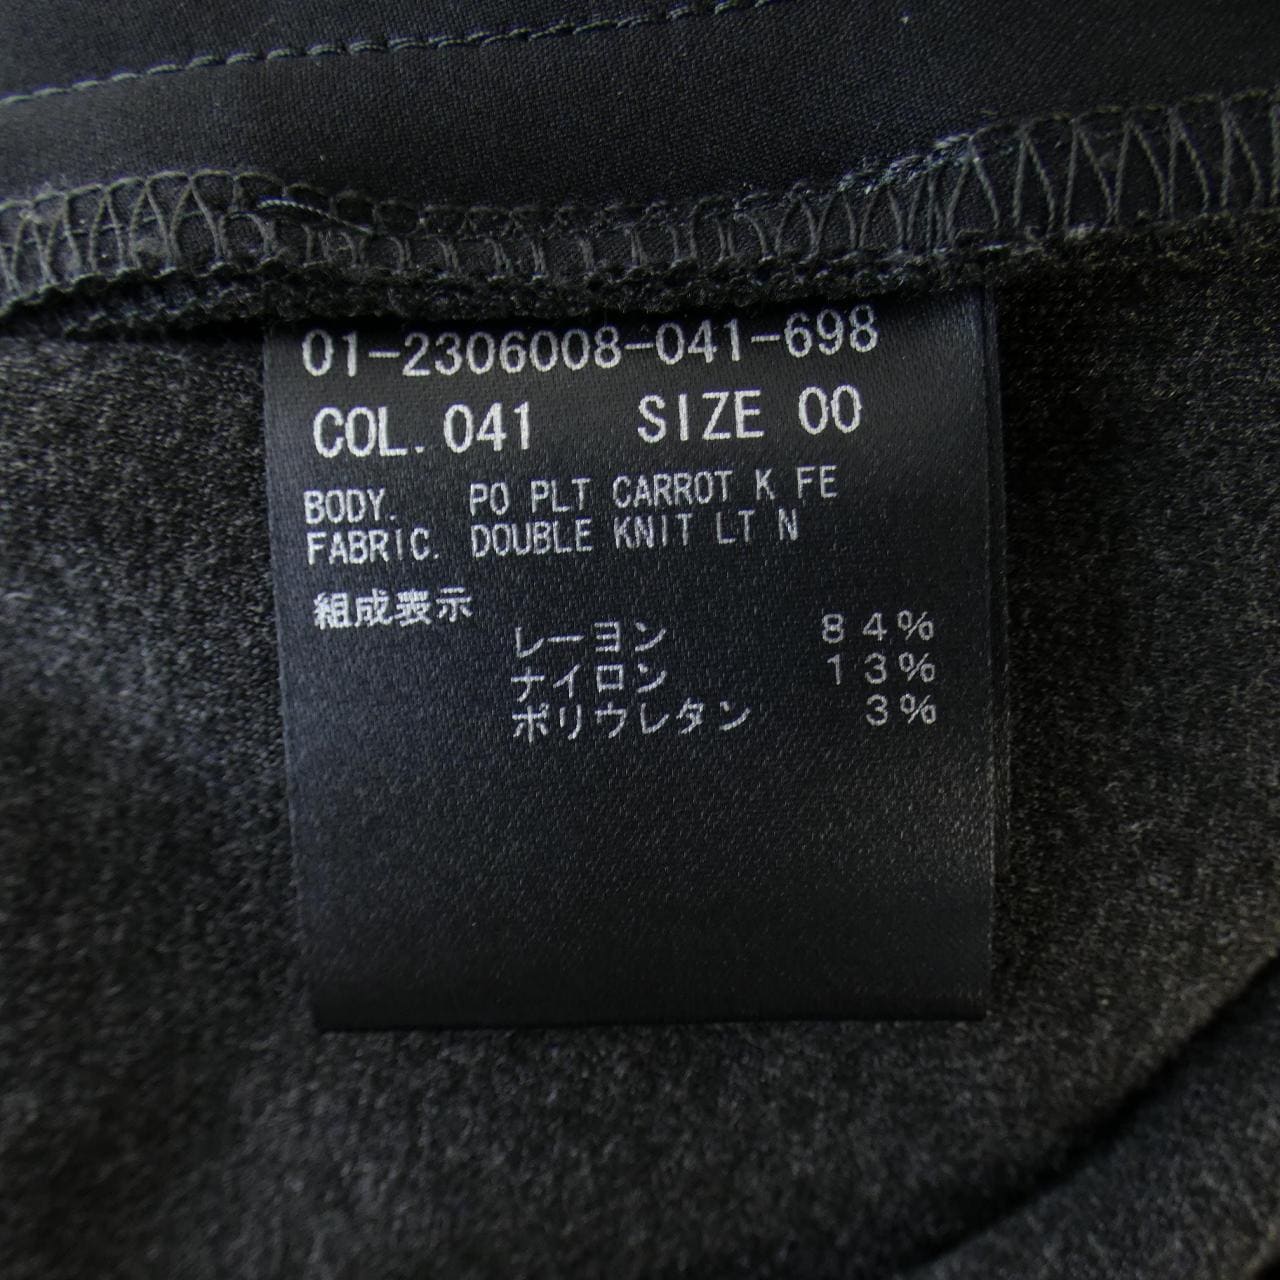 01-2306008-041-698
COL. 041 SIZE 00
BODY. PO PLT CARROT K FE
FABRIC. DOUBLE KNIT LT N
組成表示
レーヨン 84%
ナイロン 13%
ポリウレタン 3%